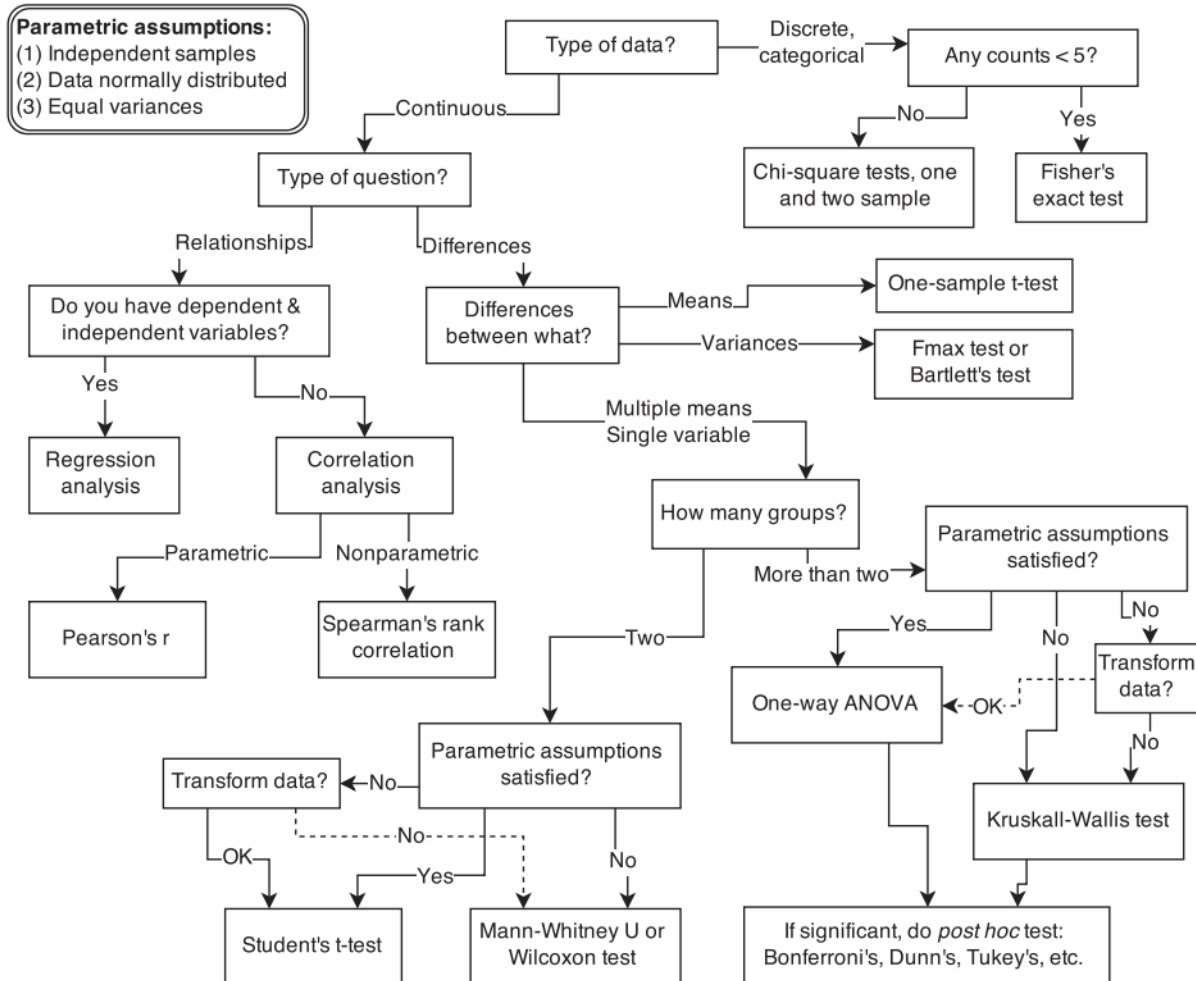 Parametric assumptions:
(1) Independent samples
(2) Data normally distributed
(3) Equal variances
Type of data?
Discrete,
categorical
Any counts < 5?
Continuous
No
Yes
Type of question?
Chi-square tests, one
and two sample
Fisher's
exact test
Relationships
Differences
Do you have dependent &
independent variables?
Differences
between what?
Means
One-sample t-test
Variances
Fmax test or
Bartlett's test
Yes
No
Multiple means
Single variable
Regression
analysis
Correlation
analysis
How many groups?
Parametric assumptions
satisfied?
Parametric
Nonparametric
More than two
Pearson's r
Spearman's rank
correlation
Two
Yes
No
No
Transform
data?
One-way ANOVA
OK
No
Parametric assumptions
satisfied?
Transform data?
No
Kruskall-Wallis test
No
OK
Yes
No
Student's t-test
Mann-Whitney U or
Wilcoxon test
If significant, do post hoc test:
Bonferroni's, Dunn's, Tukey's, etc.